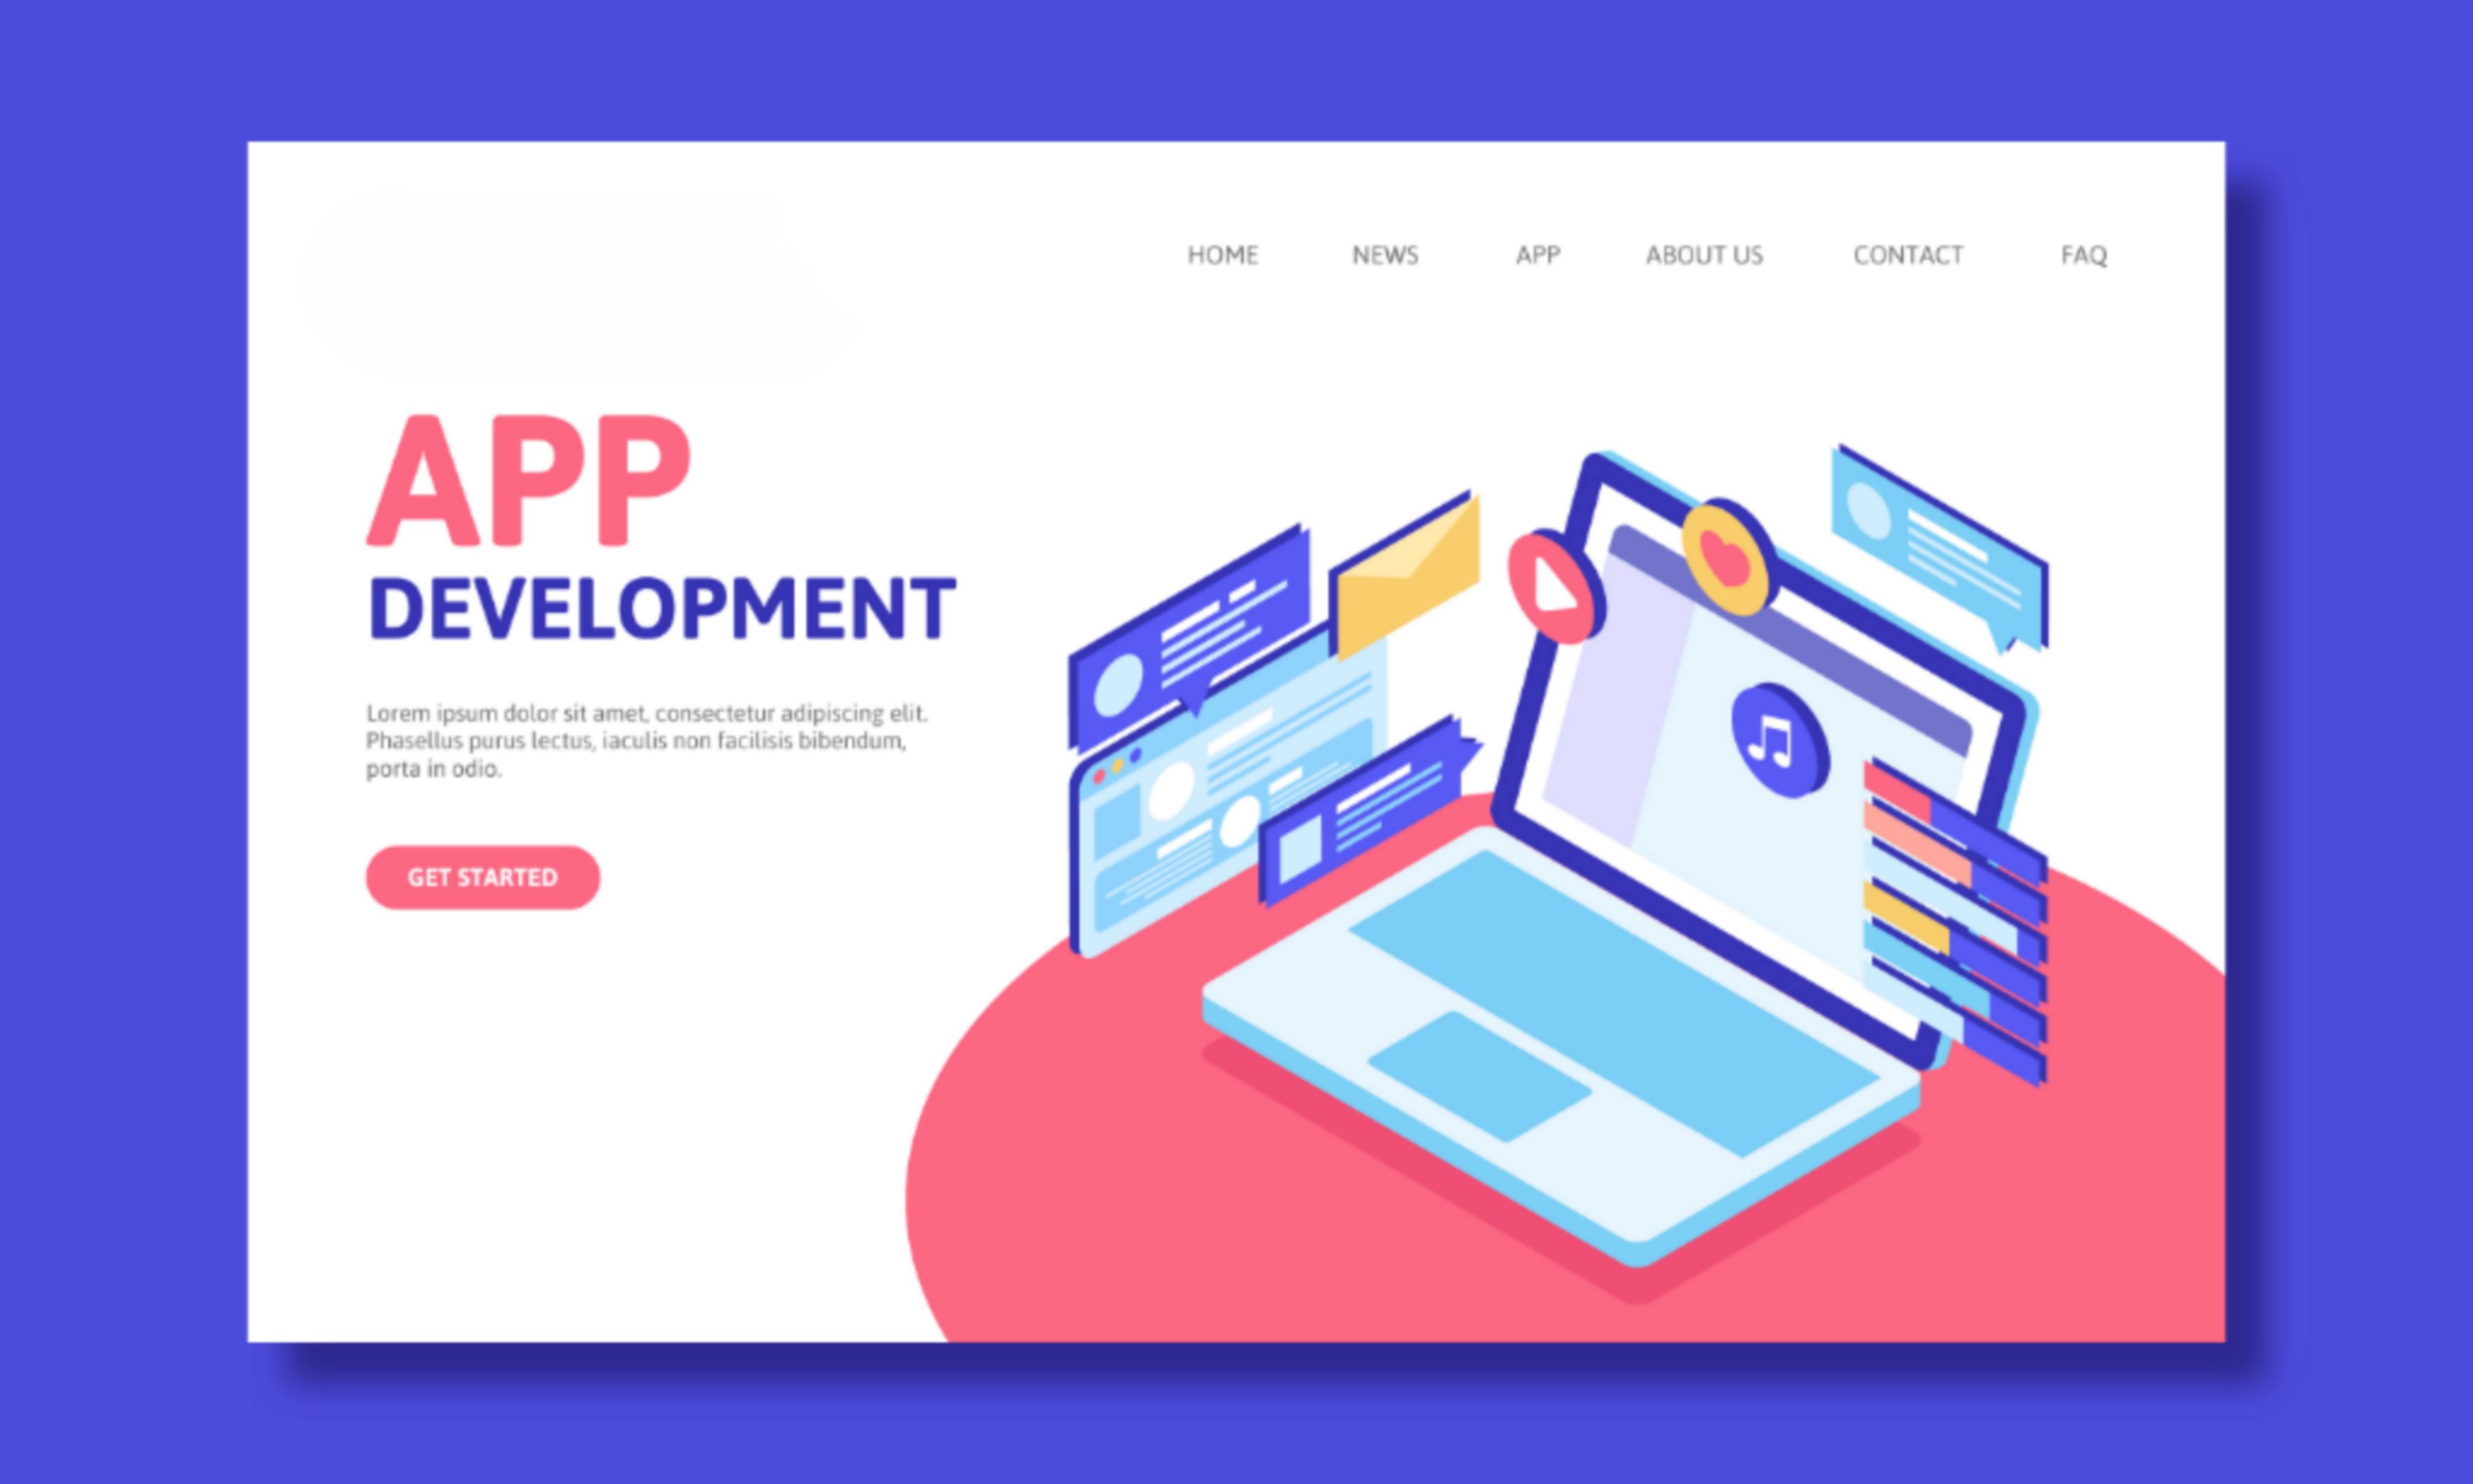 HOME NEWS APP ABOUT US CONTACT FAQ
APP
DEVELOPMENT
Lorem ipsum dolor sit amet, consectetur adipiscing elit.
Phasellus purus lectus, iaculis non facilisis bibendum,
porta in odio.
GET STARTED